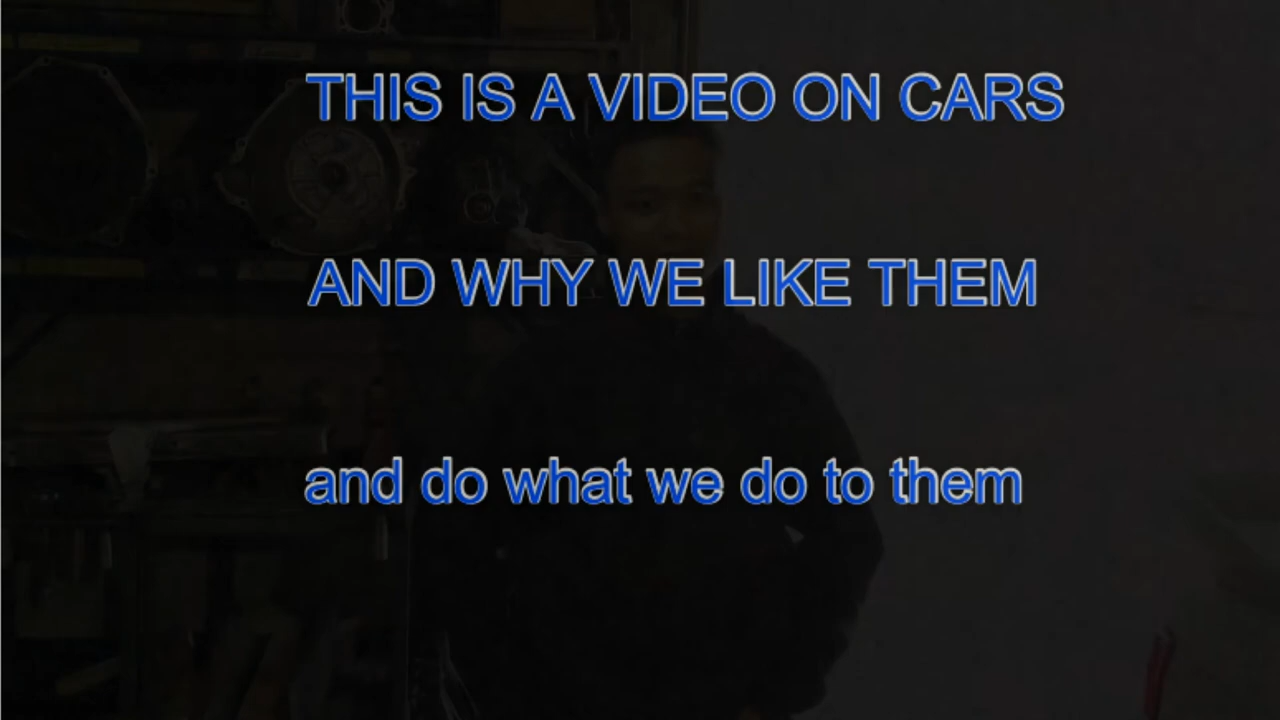 THIS IS A VIDEO ON CARS
AND WHY WE LIKE THEM
and do what we do to them